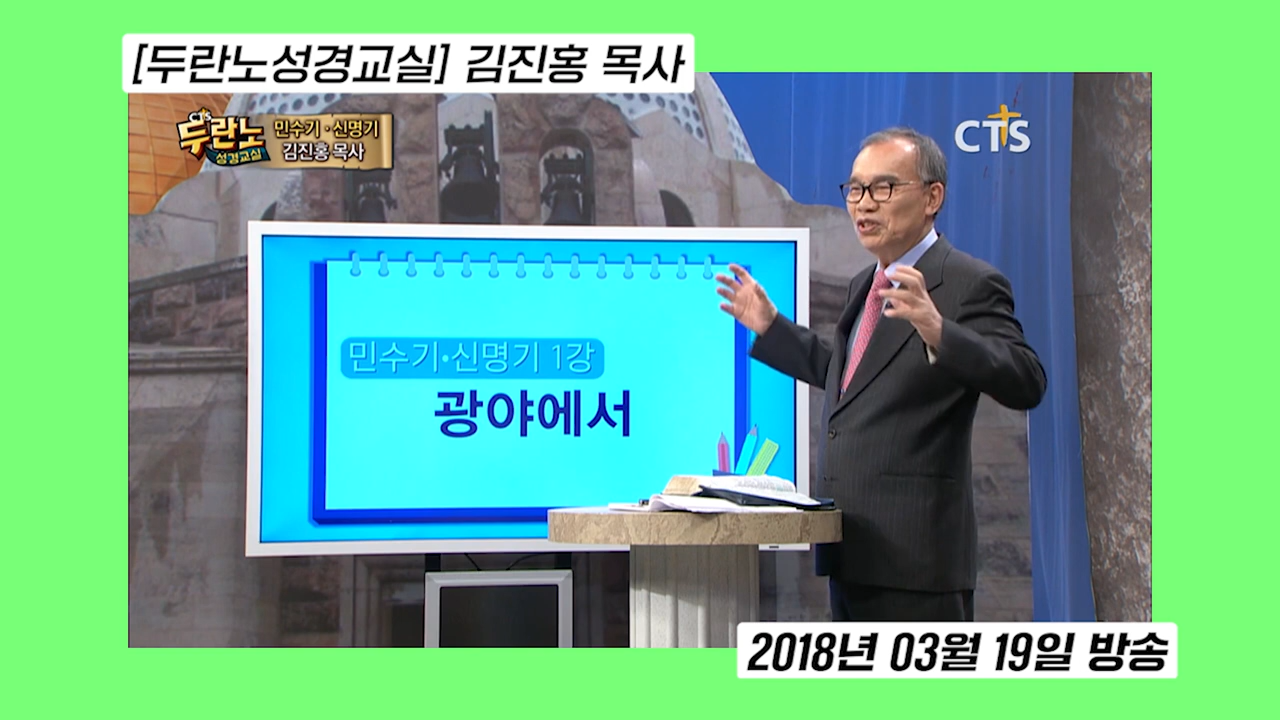 [두란노성경교실] 김진홍 목사
CTS
두란노
성경교실
민수기·신명기
김진홍 목사
CTS
민수기·신명기 1강
광야에서
2018년 03월 19일 방송